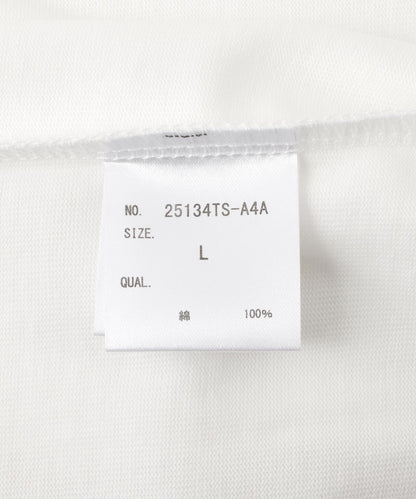 NO. 25134TS-A4A
SIZE.
L
QUAL.
綿 100%